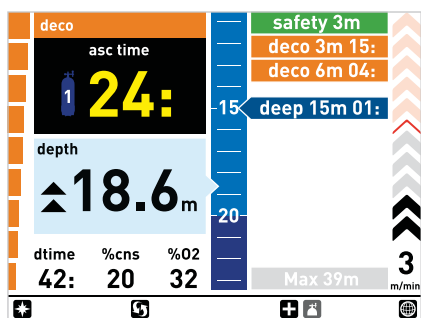 deco
asc time
1
24:
depth
18.6m
dtime %cns %O2
42: 20 32
15
20
safety 3m
deco 3m 15:
deco 6m 04:
deep 15m 01:
Max 39m
3
m/min